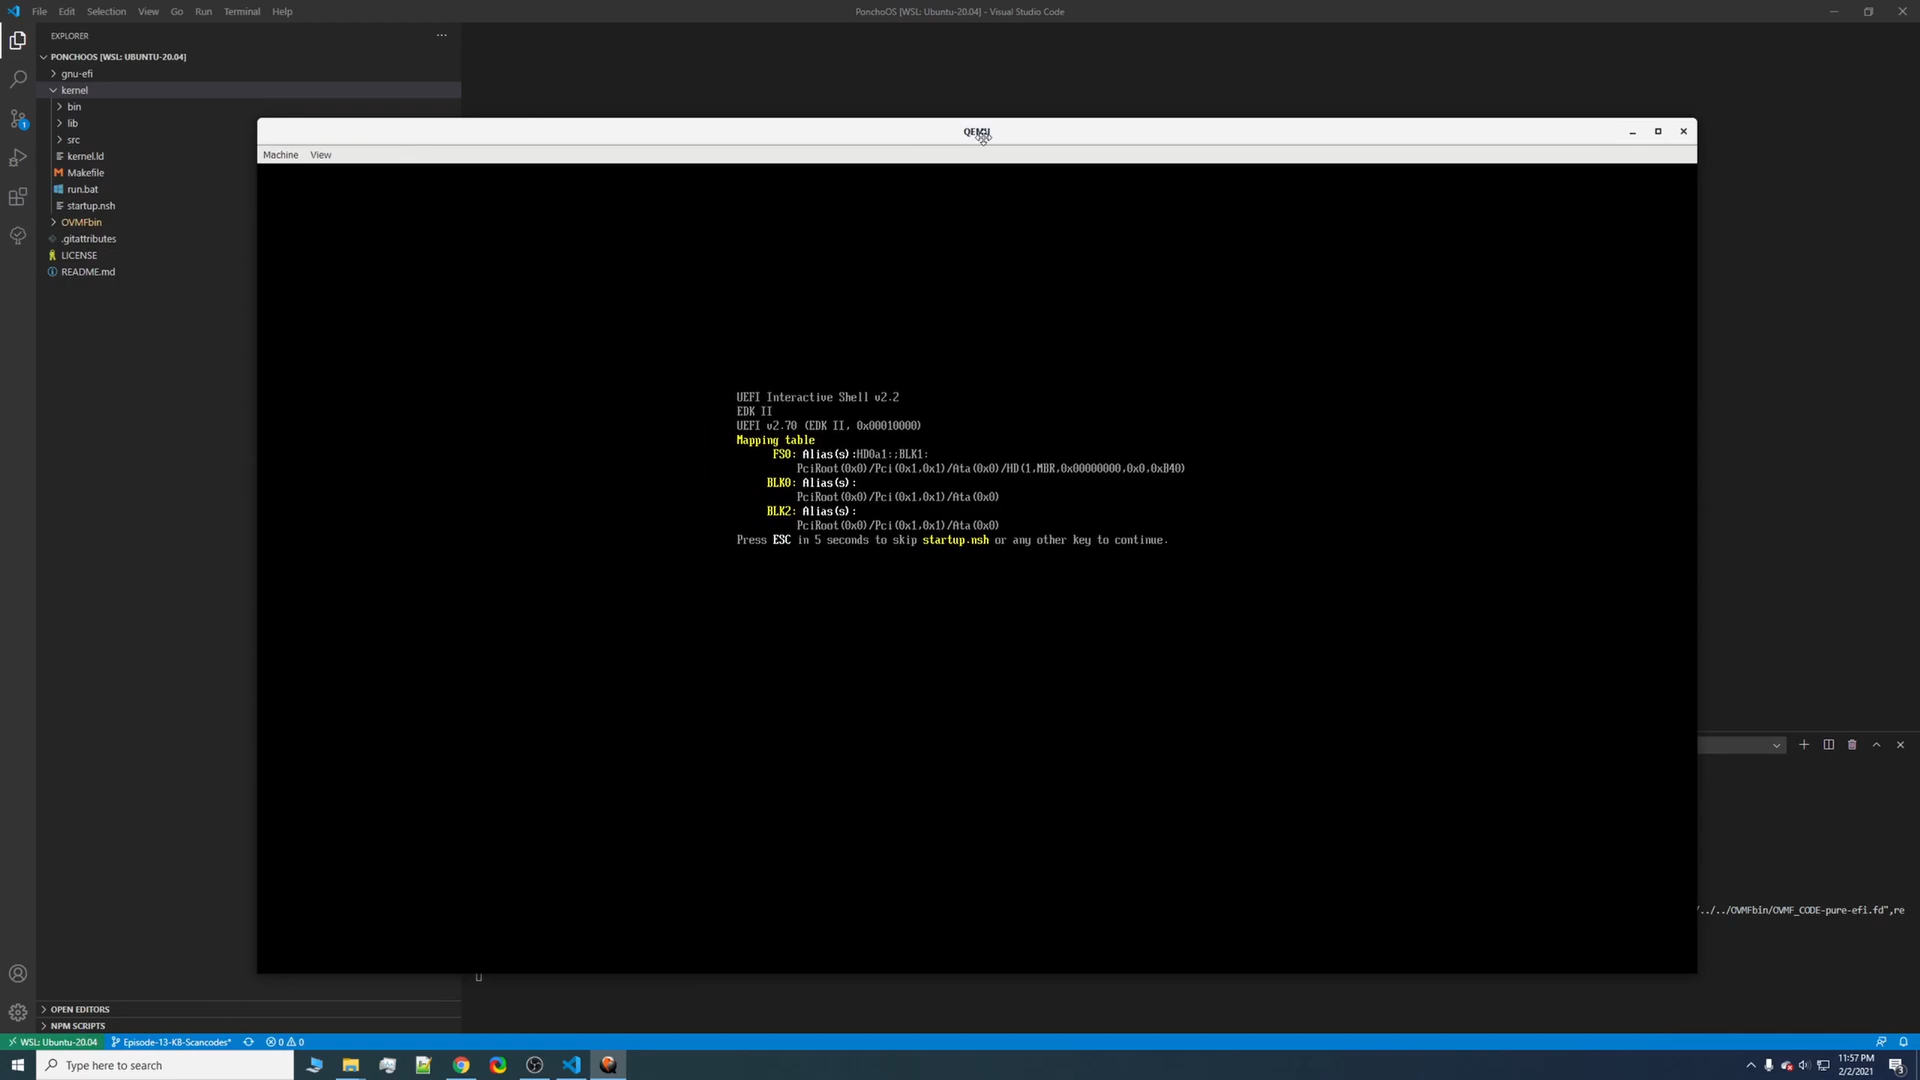 File Edit Selection View Go Run Terminal Help
PonchoOS [WSL: Ubuntu-20.04] - Visual Studio Code
EXPLORER
PONCHOOS [WSL: UBUNTU-20.04]
gnu-efi
kernel
bin
lib
src
kernel.ld
Makefile
run.bat
startup.nsh
OVMFbin
.gitattributes
LICENSE
README.md
QEMU
Machine View
UEFI Interactive Shell v2.2
EDK II
UEFI v2.70 (EDK II, 0x00010000)
Mapping table
FS0: Alias(s):HD0a1:;BLK1:
PciRoot(0x0)/Pci(0x1,0x1)/Ata(0x0)/HD(1,MBR,0x00000000,0x0,0xB40)
BLK0: Alias(s):
PciRoot(0x0)/Pci(0x1,0x1)/Ata(0x0)
BLK2: Alias(s):
PciRoot(0x0)/Pci(0x1,0x1)/Ata(0x0)
Press ESC in 5 seconds to skip startup.nsh or any other key to continue.
/../../OVMFbin/OVMF_CODE-pure-efi.fd",re
OPEN EDITORS
NPM SCRIPTS
WSL: Ubuntu-20.04 Episode-13-KB-Scancodes* 0 0
Type here to search
11:57 PM
2/2/2021
3
1